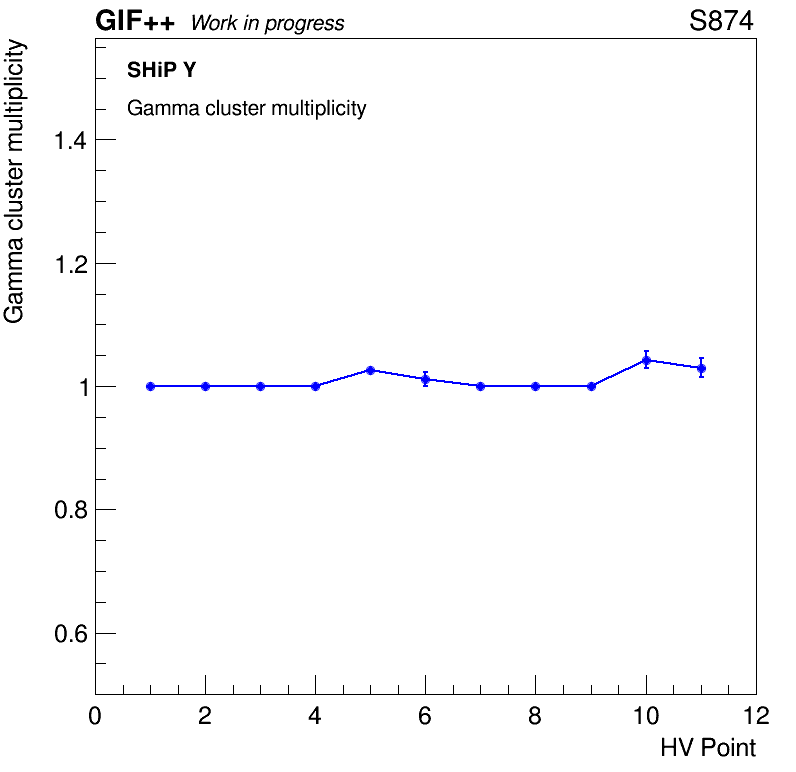 GIF++ Work in progress S874
SHiP Y
Gamma cluster multiplicity
Gamma cluster multiplicity
1.4
1.2
1
0.8
0.6
0 2 4 6 8 10 12
HV Point